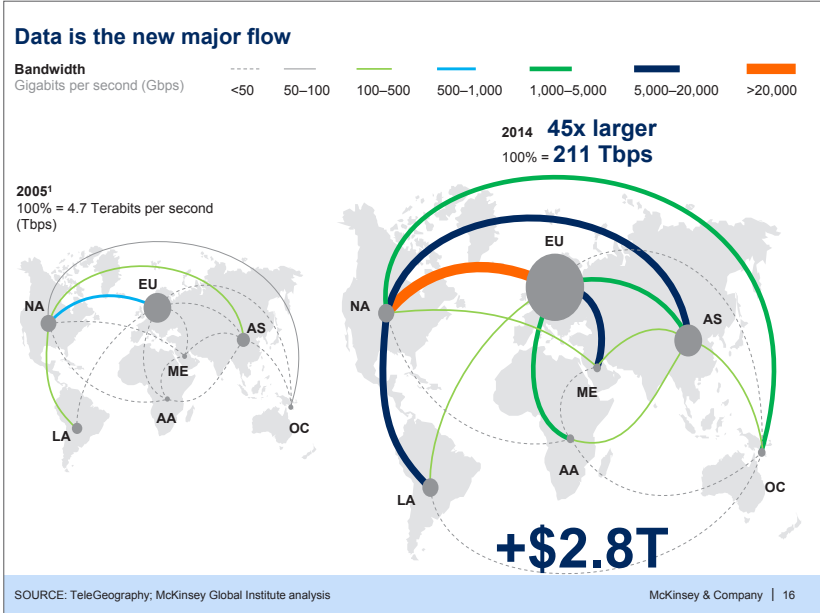 Data is the new major flow
Bandwidth
Gigabits per second (Gbps)
<50
50–100
100–500
500–1,000
1,000–5,000
5,000–20,000
>20,000
2014 45x larger
100% = 211 Tbps
2005¹
100% = 4.7 Terabits per second
(Tbps)
NA
EU
AS
ME
AA
LA
OC
EU
NA
AS
ME
AA
LA
OC
+$2.8T
SOURCE: TeleGeography; McKinsey Global Institute analysis
McKinsey & Company | 16